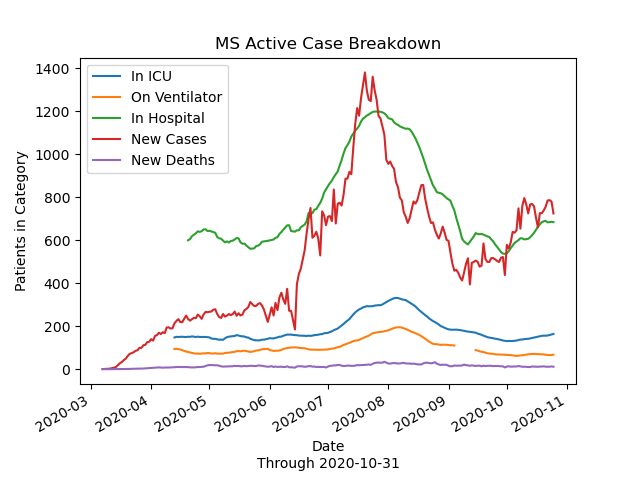 MS Active Case Breakdown
In ICU
On Ventilator
In Hospital
New Cases
New Deaths
Patients in Category
1400
1200
1000
800
600
400
200
0
2020-03
2020-04
2020-05
2020-06
2020-07
2020-08
2020-09
2020-10
2020-11
Date
Through 2020-10-31